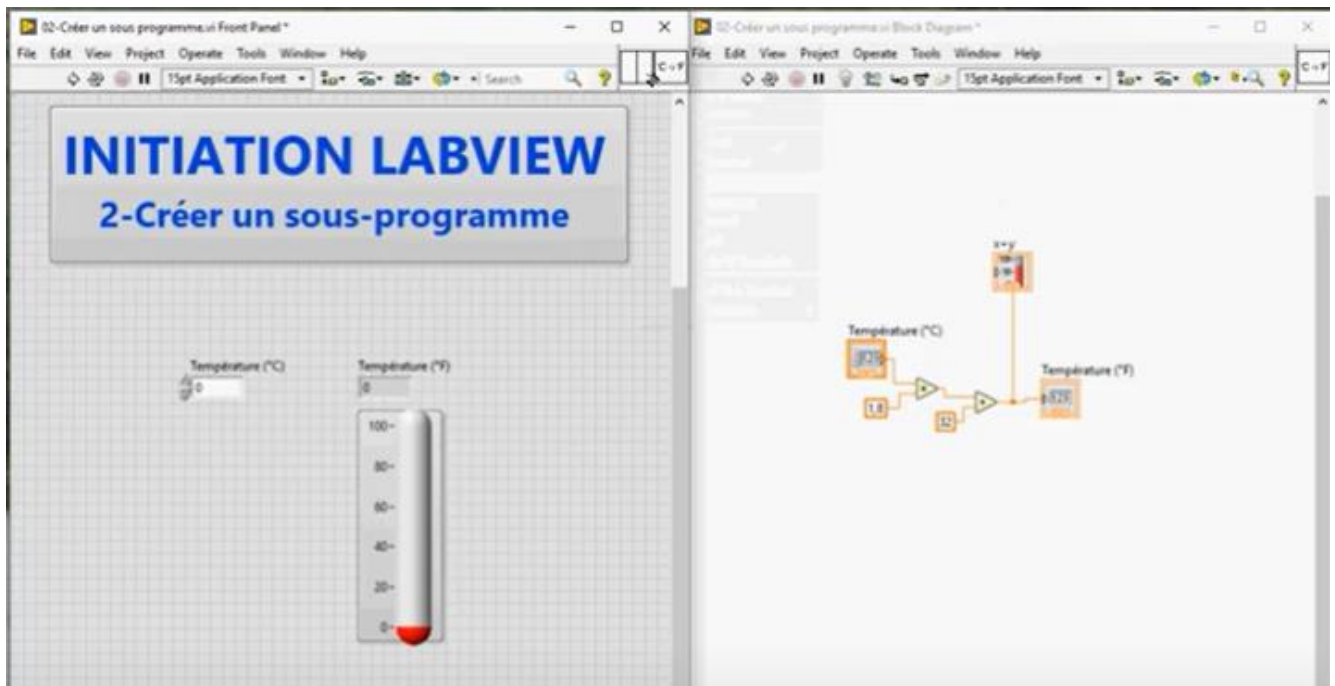 02-Créer un sous programme.vi Front Panel *
File Edit View Project Operate Tools Window Help
15pt Application Font
Search
C→F
INITIATION LABVIEW
2-Créer un sous-programme
Température (°C)
0
Température (°F)
0
100
80
60
40
20
0
02-Créer un sous programme.vi Block Diagram *
File Edit View Project Operate Tools Window Help
15pt Application Font
C→F
x+y
Température (°C)
1,8
32
Température (°F)